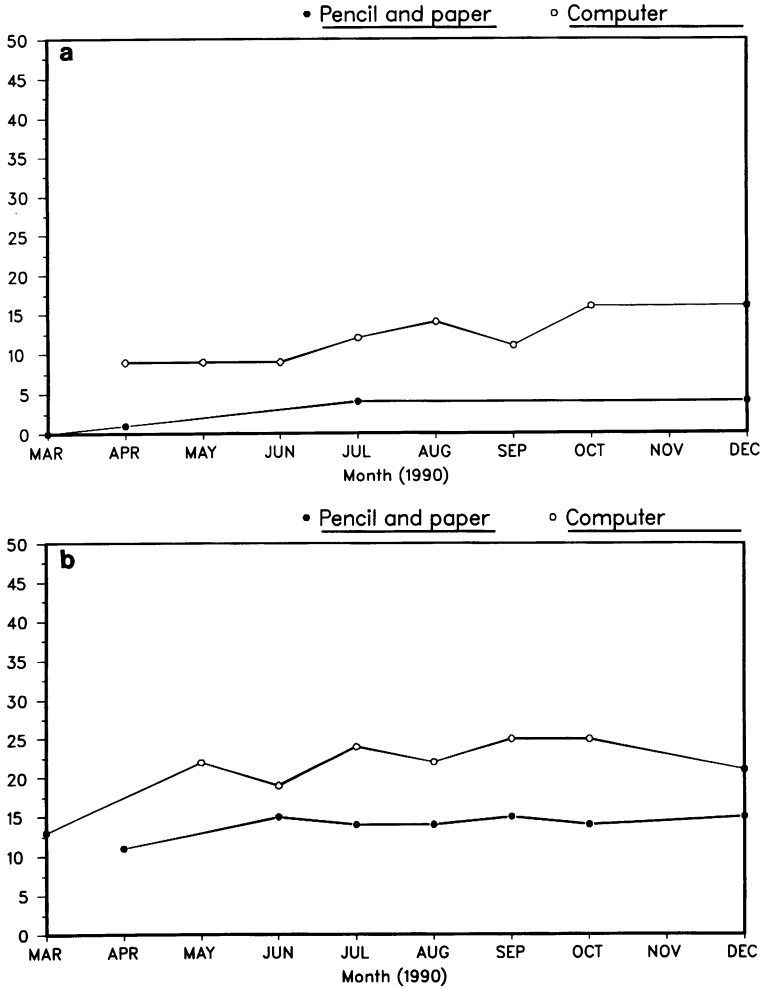 Pencil and paper Computer
a
50
45
40
35
30
25
20
15
10
5
0
MAR APR MAY JUN JUL AUG SEP OCT NOV DEC
Month (1990)
Pencil and paper Computer
b
50
45
40
35
30
25
20
15
10
5
0
MAR APR MAY JUN JUL AUG SEP OCT NOV DEC
Month (1990)